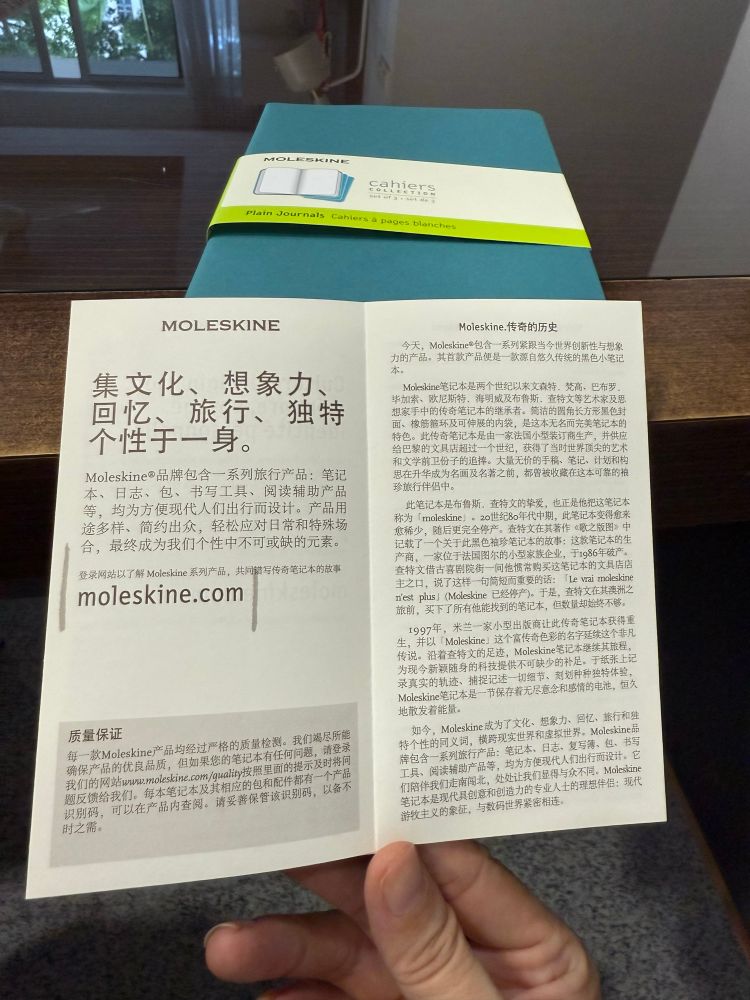 MOLESKINE
cahiers
COLLECTION
set of 3 • set de 3
Plain Journals Cahiers à pages blanches
MOLESKINE
集文化、想象力、
回忆、旅行、独特
个性于一身。
Moleskine®品牌包含一系列旅行产品：笔记
本、日志、包、书写工具、阅读辅助产品
等，均为方便现代人们出行而设计。产品用
途多样、简约出众，轻松应对日常和特殊场
合，最终成为我们个性中不可或缺的元素。
登录网站以了解 Moleskine 系列产品，共同谱写传奇笔记本的故事
moleskine.com
质量保证
每一款Moleskine产品均经过严格的质量检测。我们竭尽所能
确保产品的优良品质，但如果您的笔记本有任何问题，请登录
我们的网站www.moleskine.com/quality按照里面的提示及时将问
题反馈给我们。每本笔记本及其相应的包和配件都有一个产品
识别码，可以在产品内查阅。请妥善保管该识别码，以备不
时之需。
Moleskine.传奇的历史
今天，Moleskine®包含一系列紧跟当今世界创新性与想象
力的产品。其首款产品便是一款源自悠久传统的黑色小笔记
本。
Moleskine笔记本是两个世纪以来文森特．梵高、巴布罗．
毕加索、欧尼斯特．海明威及布鲁斯．查特文等艺术家及思
想家手中的传奇笔记本的继承者。简洁的圆角长方形黑色封
面、橡筋箍环及可伸展的内袋，是这本无名而完美笔记本的
特色。此传奇笔记本是由一家法国小型装订商生产，并供应
给巴黎的文具店超过一个世纪，获得了当时世界顶尖的艺术
和文学前卫份子的追捧。大量无价的手稿、笔记、计划和构
思在升华成为名画及名著之前，都曾被收藏在这本可靠的袖
珍旅行伴侣中。
此笔记本是布鲁斯．查特文的挚爱，也正是他把这笔记本
称为「moleskine」。20世纪80年代中期，此笔记本变得愈来
愈稀少，随后更完全停产。查特文在其著作《歌之版图》中
记载了一个关于此黑色袖珍笔记本的故事：这款笔记本的生
产商，一家位于法国图尔的小型家族企业，于1986年破产。
查特文借古喜剧院街一间他惯常购买这笔记本的文具店店
主之口，说了这样一句简短而重要的话：「Le vrai moleskine
n'est plus」(Moleskine 已经停产)。于是，查特文在其澳洲之
旅前，买下了所有他能找到的笔记本，但数量却始终不够。
1997年，米兰一家小型出版商让此传奇笔记本获得重
生，并以「Moleskine」这个富传奇色彩的名字延续这个非凡
传说。沿着查特文的足迹，Moleskine笔记本继续其旅程，
为现今新颖随身的科技提供不可缺少的补足。于纸张上记
录真实的轨迹、捕捉记述一切细节、刻划种种独特体验，
Moleskine笔记本是一节保存着无尽意念和感情的电池，恒久
地散发着能量。
如今，Moleskine成为了文化、想象力、回忆、旅行和独
特个性的同义词，横跨现实世界和虚拟世界。Moleskine品
牌包含一系列旅行产品：笔记本、日志、复写簿、包、书写
工具、阅读辅助产品等，均为方便现代人们出行而设计。它
们陪伴我们走南闯北，处处让我们显得与众不同。Moleskine
笔记本是现代具创意和创造力的专业人士的理想伴侣：现代
游牧主义的象征，与数码世界紧密相连。